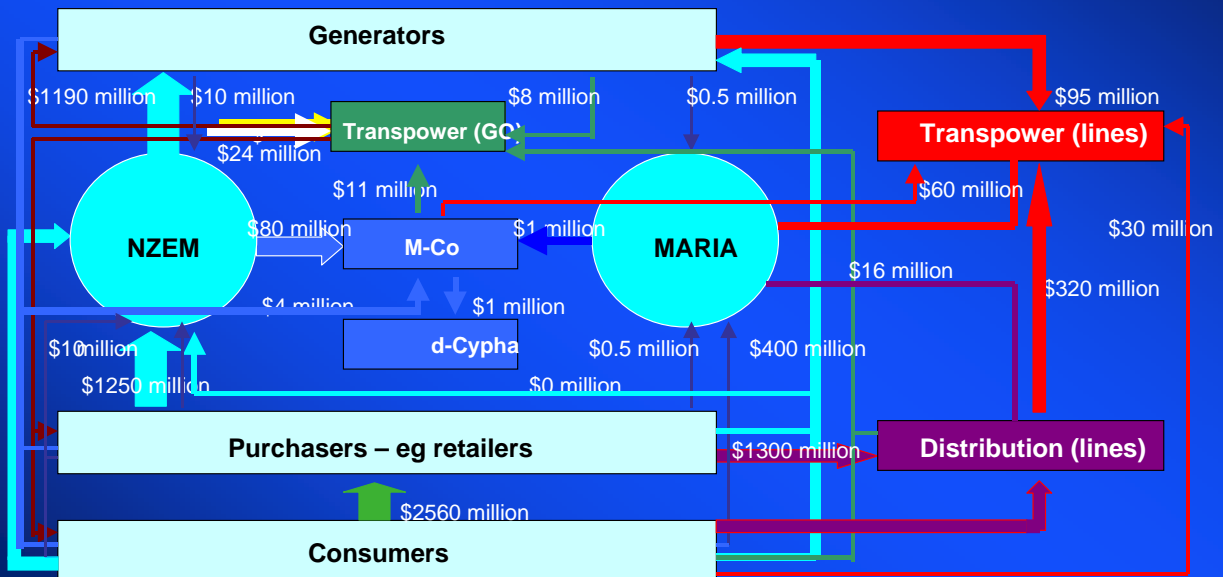 Generators
$1190 million
$10 million
$8 million
$0.5 million
$95 million
Transpower (GO)
Transpower (lines)
$24 million
$11 million
$60 million
$80 million
$1 million
$30 million
NZEM
M-Co
MARIA
$16 million
$4 million
$1 million
$320 million
d-Cypha
$10 million
$0.5 million
$400 million
$1250 million
$0 million
Purchasers – eg retailers
$1300 million
Distribution (lines)
$2560 million
Consumers